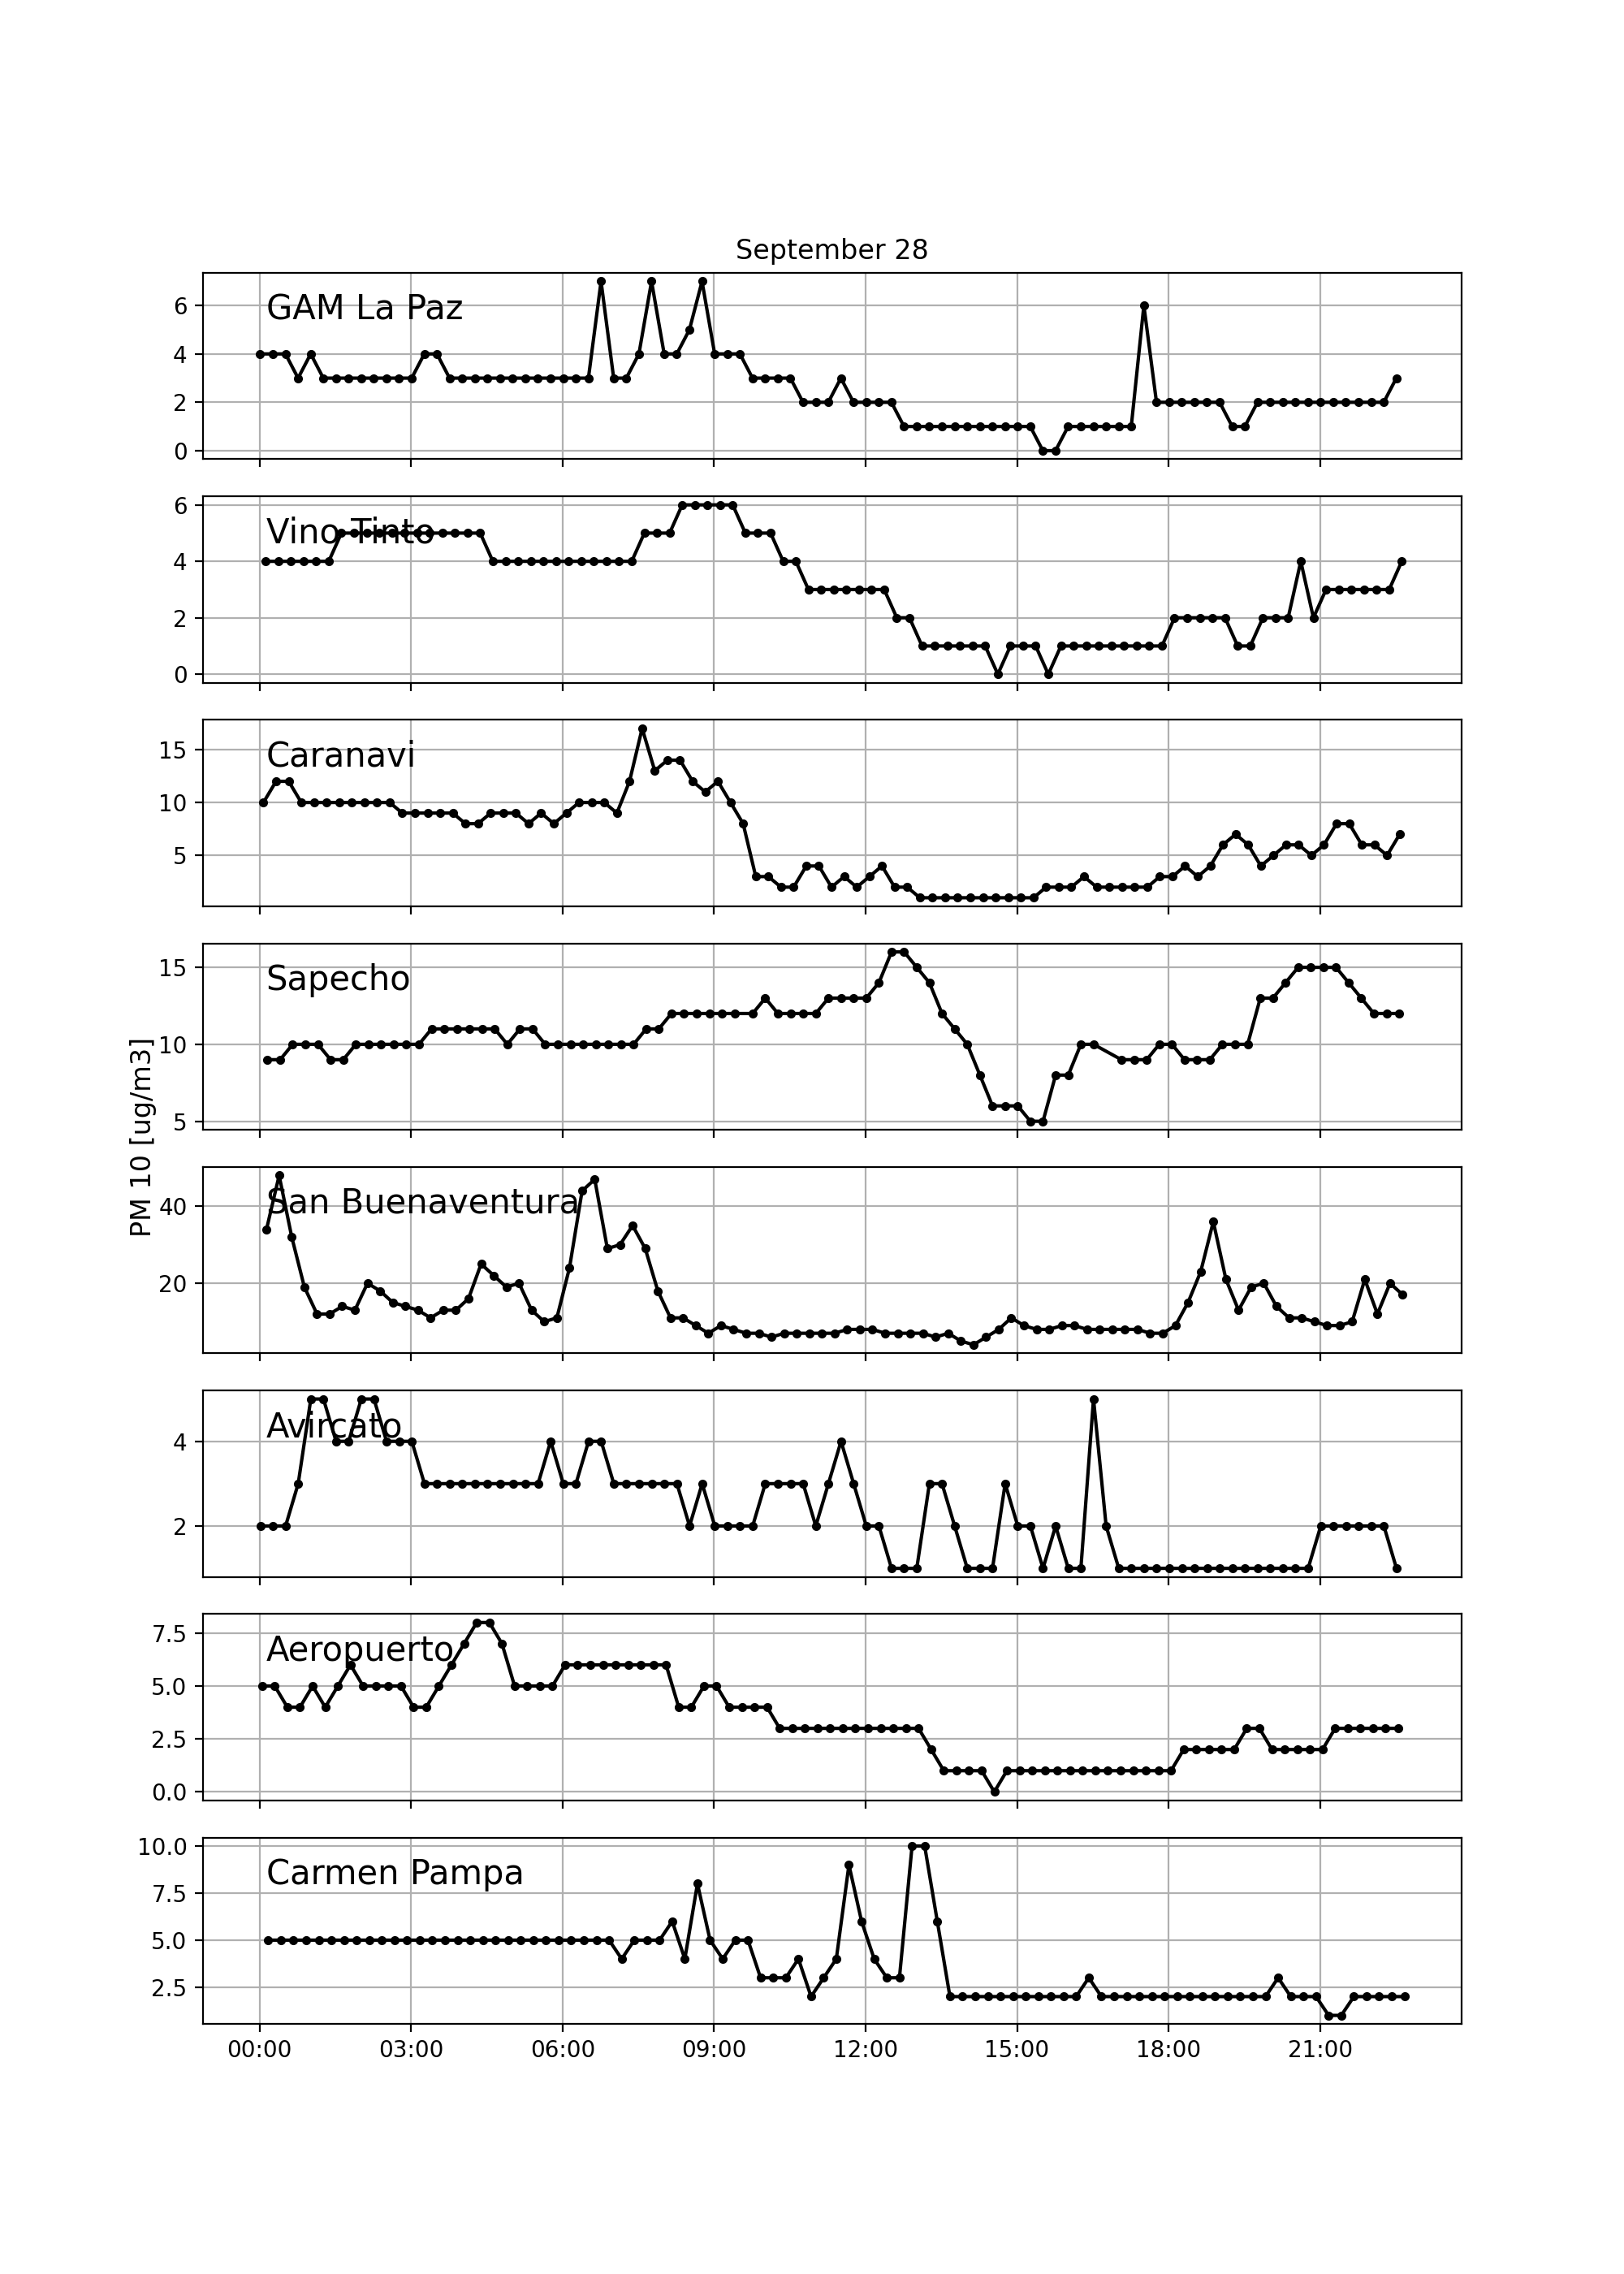 September 28
GAM La Paz
6
4
2
0
Vino Tinto
6
4
2
0
Caranavi
15
10
5
Sapecho
15
10
5
PM 10 [ug/m3]
San Buenaventura
40
20
Avircato
4
2
Aeropuerto
7.5
5.0
2.5
0.0
Carmen Pampa
10.0
7.5
5.0
2.5
00:00 03:00 06:00 09:00 12:00 15:00 18:00 21:00